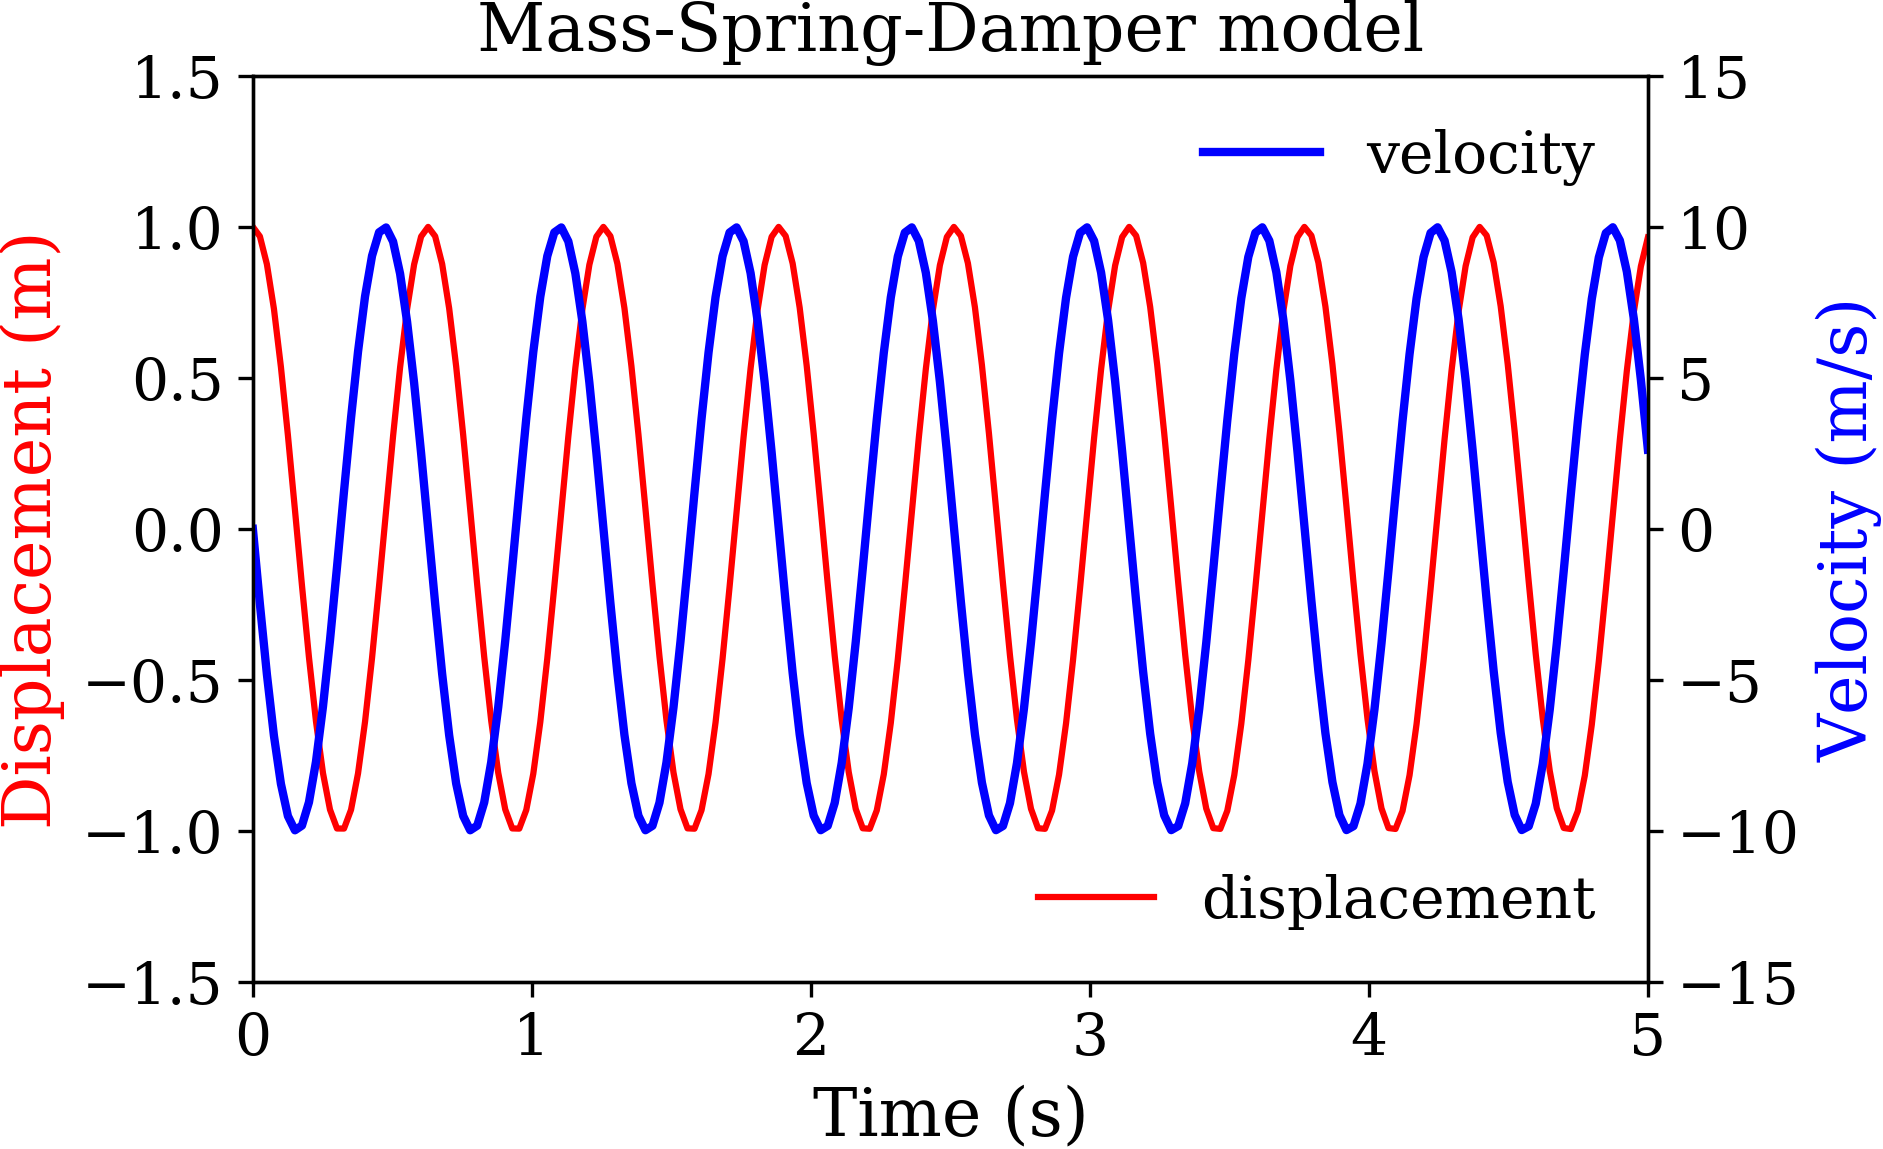 Mass-Spring-Damper model
Displacement (m)
1.5
1.0
0.5
0.0
−0.5
−1.0
−1.5
velocity
displacement
15
10
5
0
−5
−10
−15
Velocity (m/s)
0 1 2 3 4 5
Time (s)